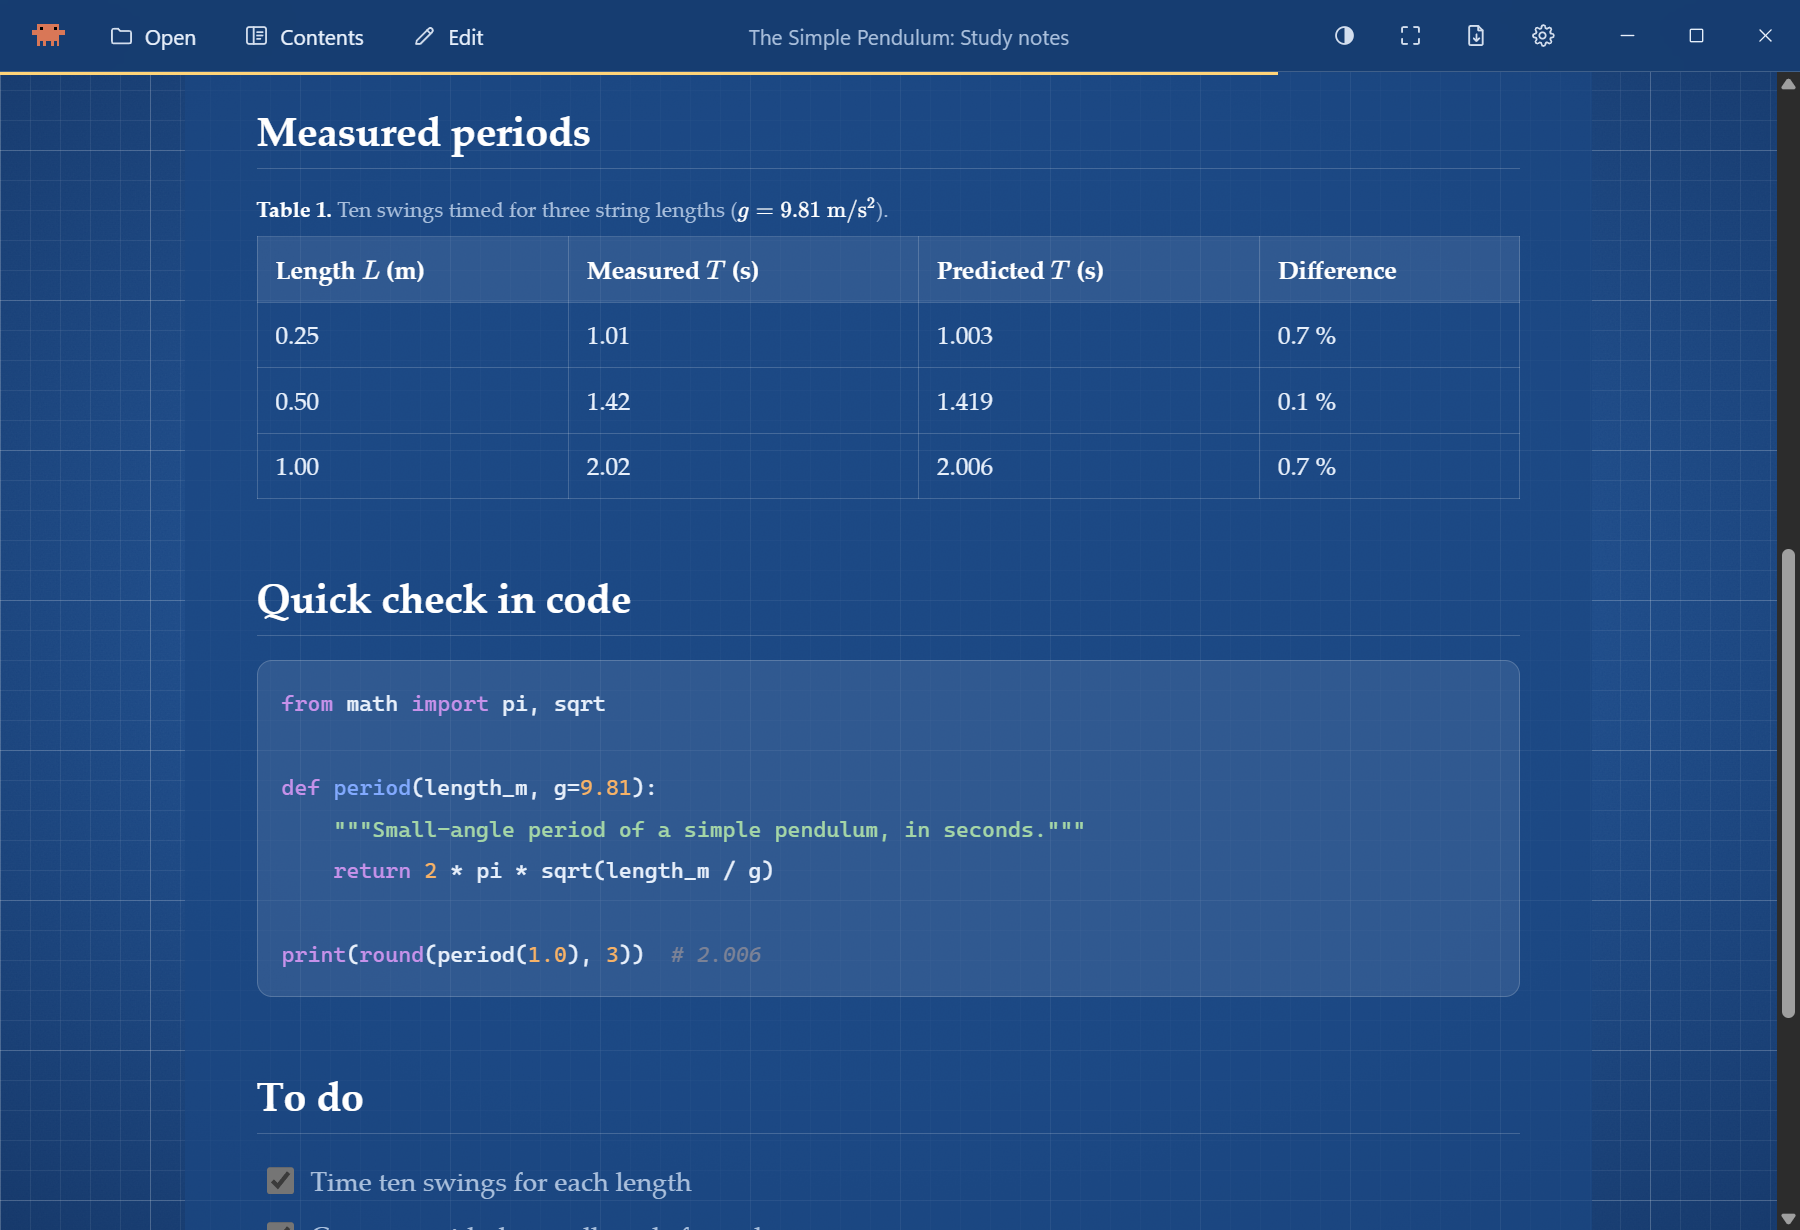 Open Contents Edit The Simple Pendulum: Study notes
Measured periods
Table 1. Ten swings timed for three string lengths (g = 9.81 m/s²).
Length L (m) Measured T (s) Predicted T (s) Difference
0.25 1.01 1.003 0.7 %
0.50 1.42 1.419 0.1 %
1.00 2.02 2.006 0.7 %
Quick check in code
from math import pi, sqrt
def period(length_m, g=9.81):
    """Small-angle period of a simple pendulum, in seconds."""
    return 2 * pi * sqrt(length_m / g)
print(round(period(1.0), 3))  # 2.006
To do
Time ten swings for each length